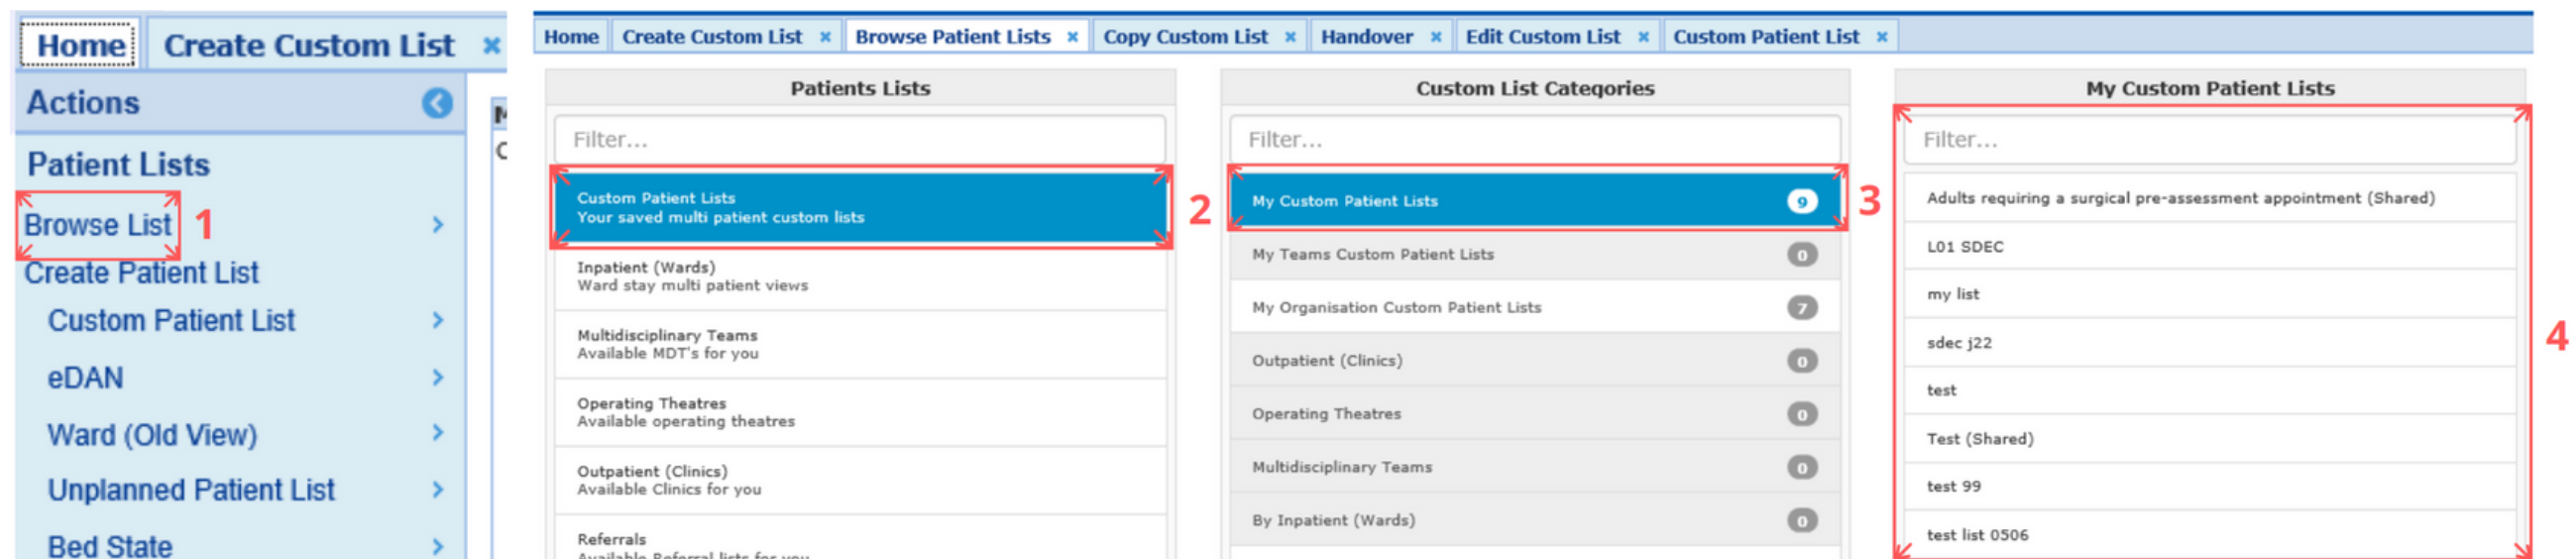 Home
Create Custom List ×
Actions
Patient Lists
Browse List
1
Create Patient List
Custom Patient List
eDAN
Ward (Old View)
Unplanned Patient List
Bed State
Home
Create Custom List ×
Browse Patient Lists ×
Copy Custom List ×
Handover ×
Edit Custom List ×
Custom Patient List ×
Patients Lists
Filter...
Custom Patient Lists
Your saved multi patient custom lists
2
Inpatient (Wards)
Ward stay multi patient views
Multidisciplinary Teams
Available MDT's for you
Operating Theatres
Available operating theatres
Outpatient (Clinics)
Available Clinics for you
Referrals
Available Referral lists for you
Custom List Categories
Filter...
My Custom Patient Lists 9
3
My Teams Custom Patient Lists 0
My Organisation Custom Patient Lists 7
Outpatient (Clinics) 0
Operating Theatres 0
Multidisciplinary Teams 0
By Inpatient (Wards) 0
My Custom Patient Lists
Filter...
Adults requiring a surgical pre-assessment appointment (Shared)
L01 SDEC
my list
sdec j22
4
test
Test (Shared)
test 99
test list 0506